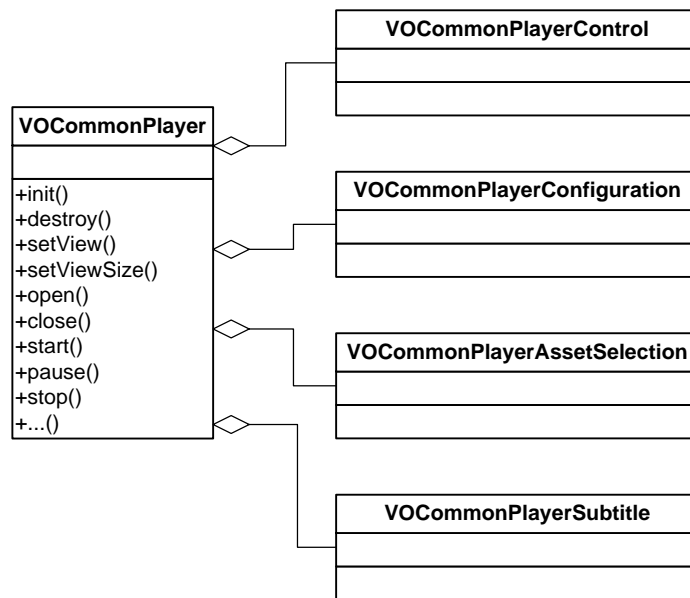 VOCommonPlayer
+init()
+destroy()
+setView()
+setViewSize()
+open()
+close()
+start()
+pause()
+stop()
+...()
VOCommonPlayerControl
VOCommonPlayerConfiguration
VOCommonPlayerAssetSelection
VOCommonPlayerSubtitle